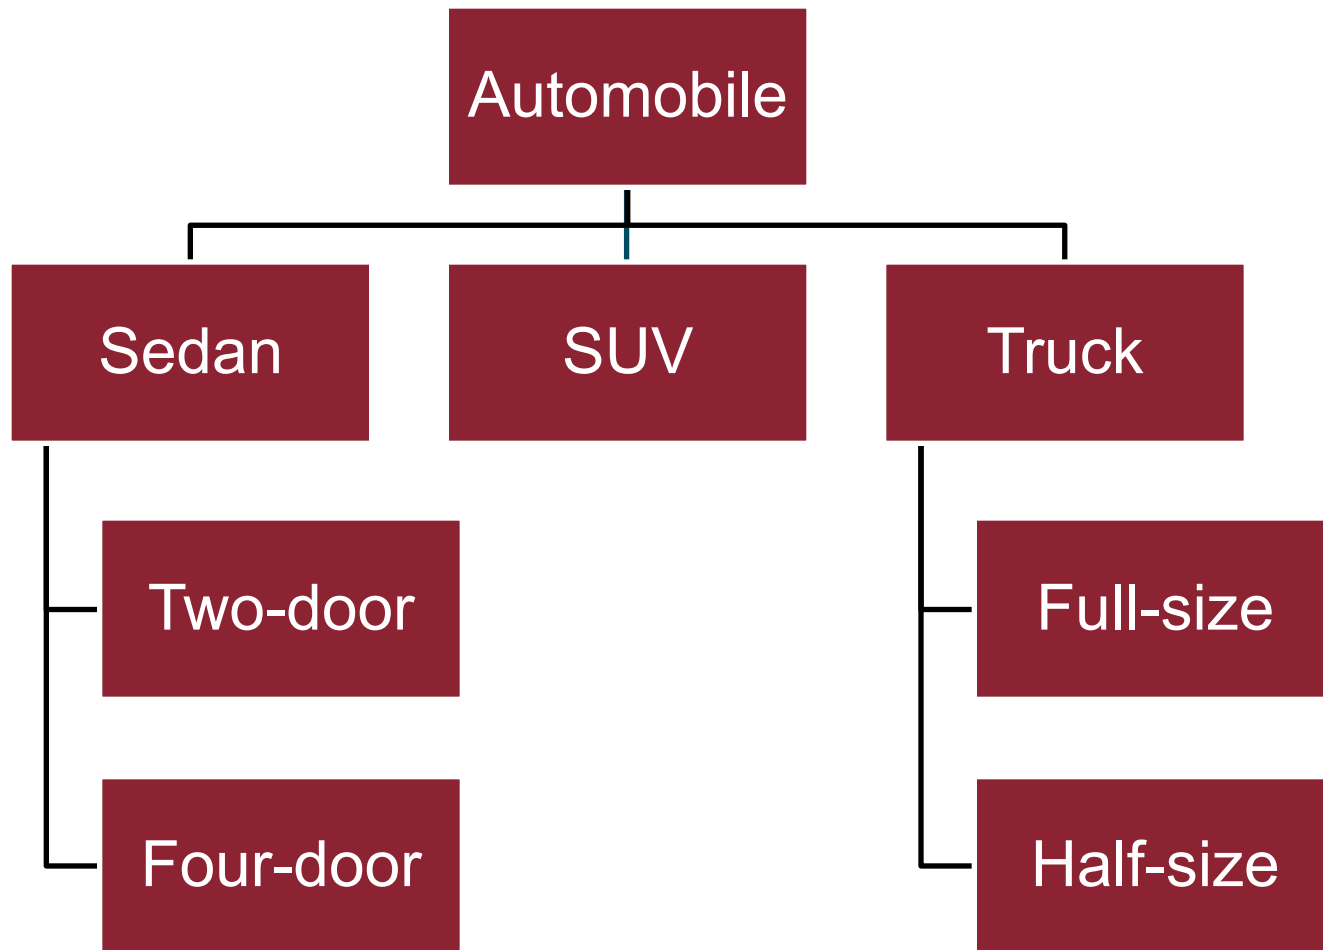 Automobile
Sedan
SUV
Truck
Two-door
Full-size
Four-door
Half-size